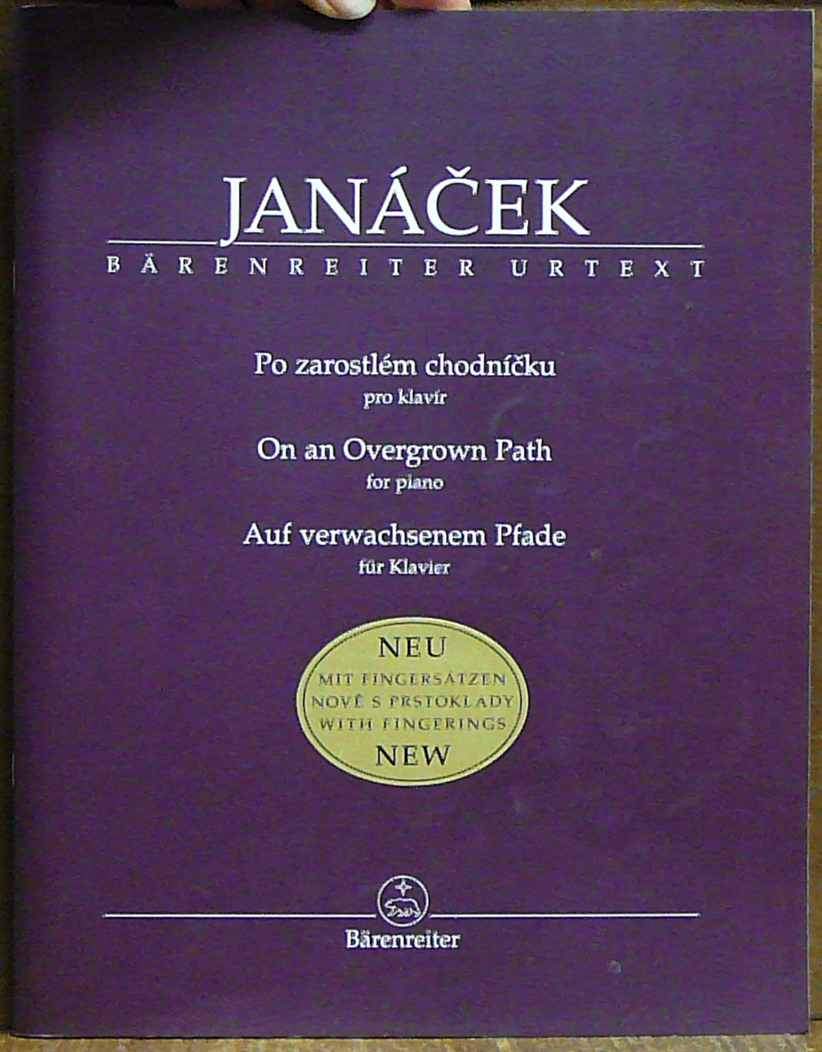 JANÁČEK
BÄRENREITER URTEXT
Po zarostlém chodníčku
pro klavír
On an Overgrown Path
for piano
Auf verwachsenem Pfade
für Klavier
NEU
MIT FINGERSÄTZEN
NOVĚ S PRSTOKLADY
WITH FINGERINGS
NEW
Bärenreiter